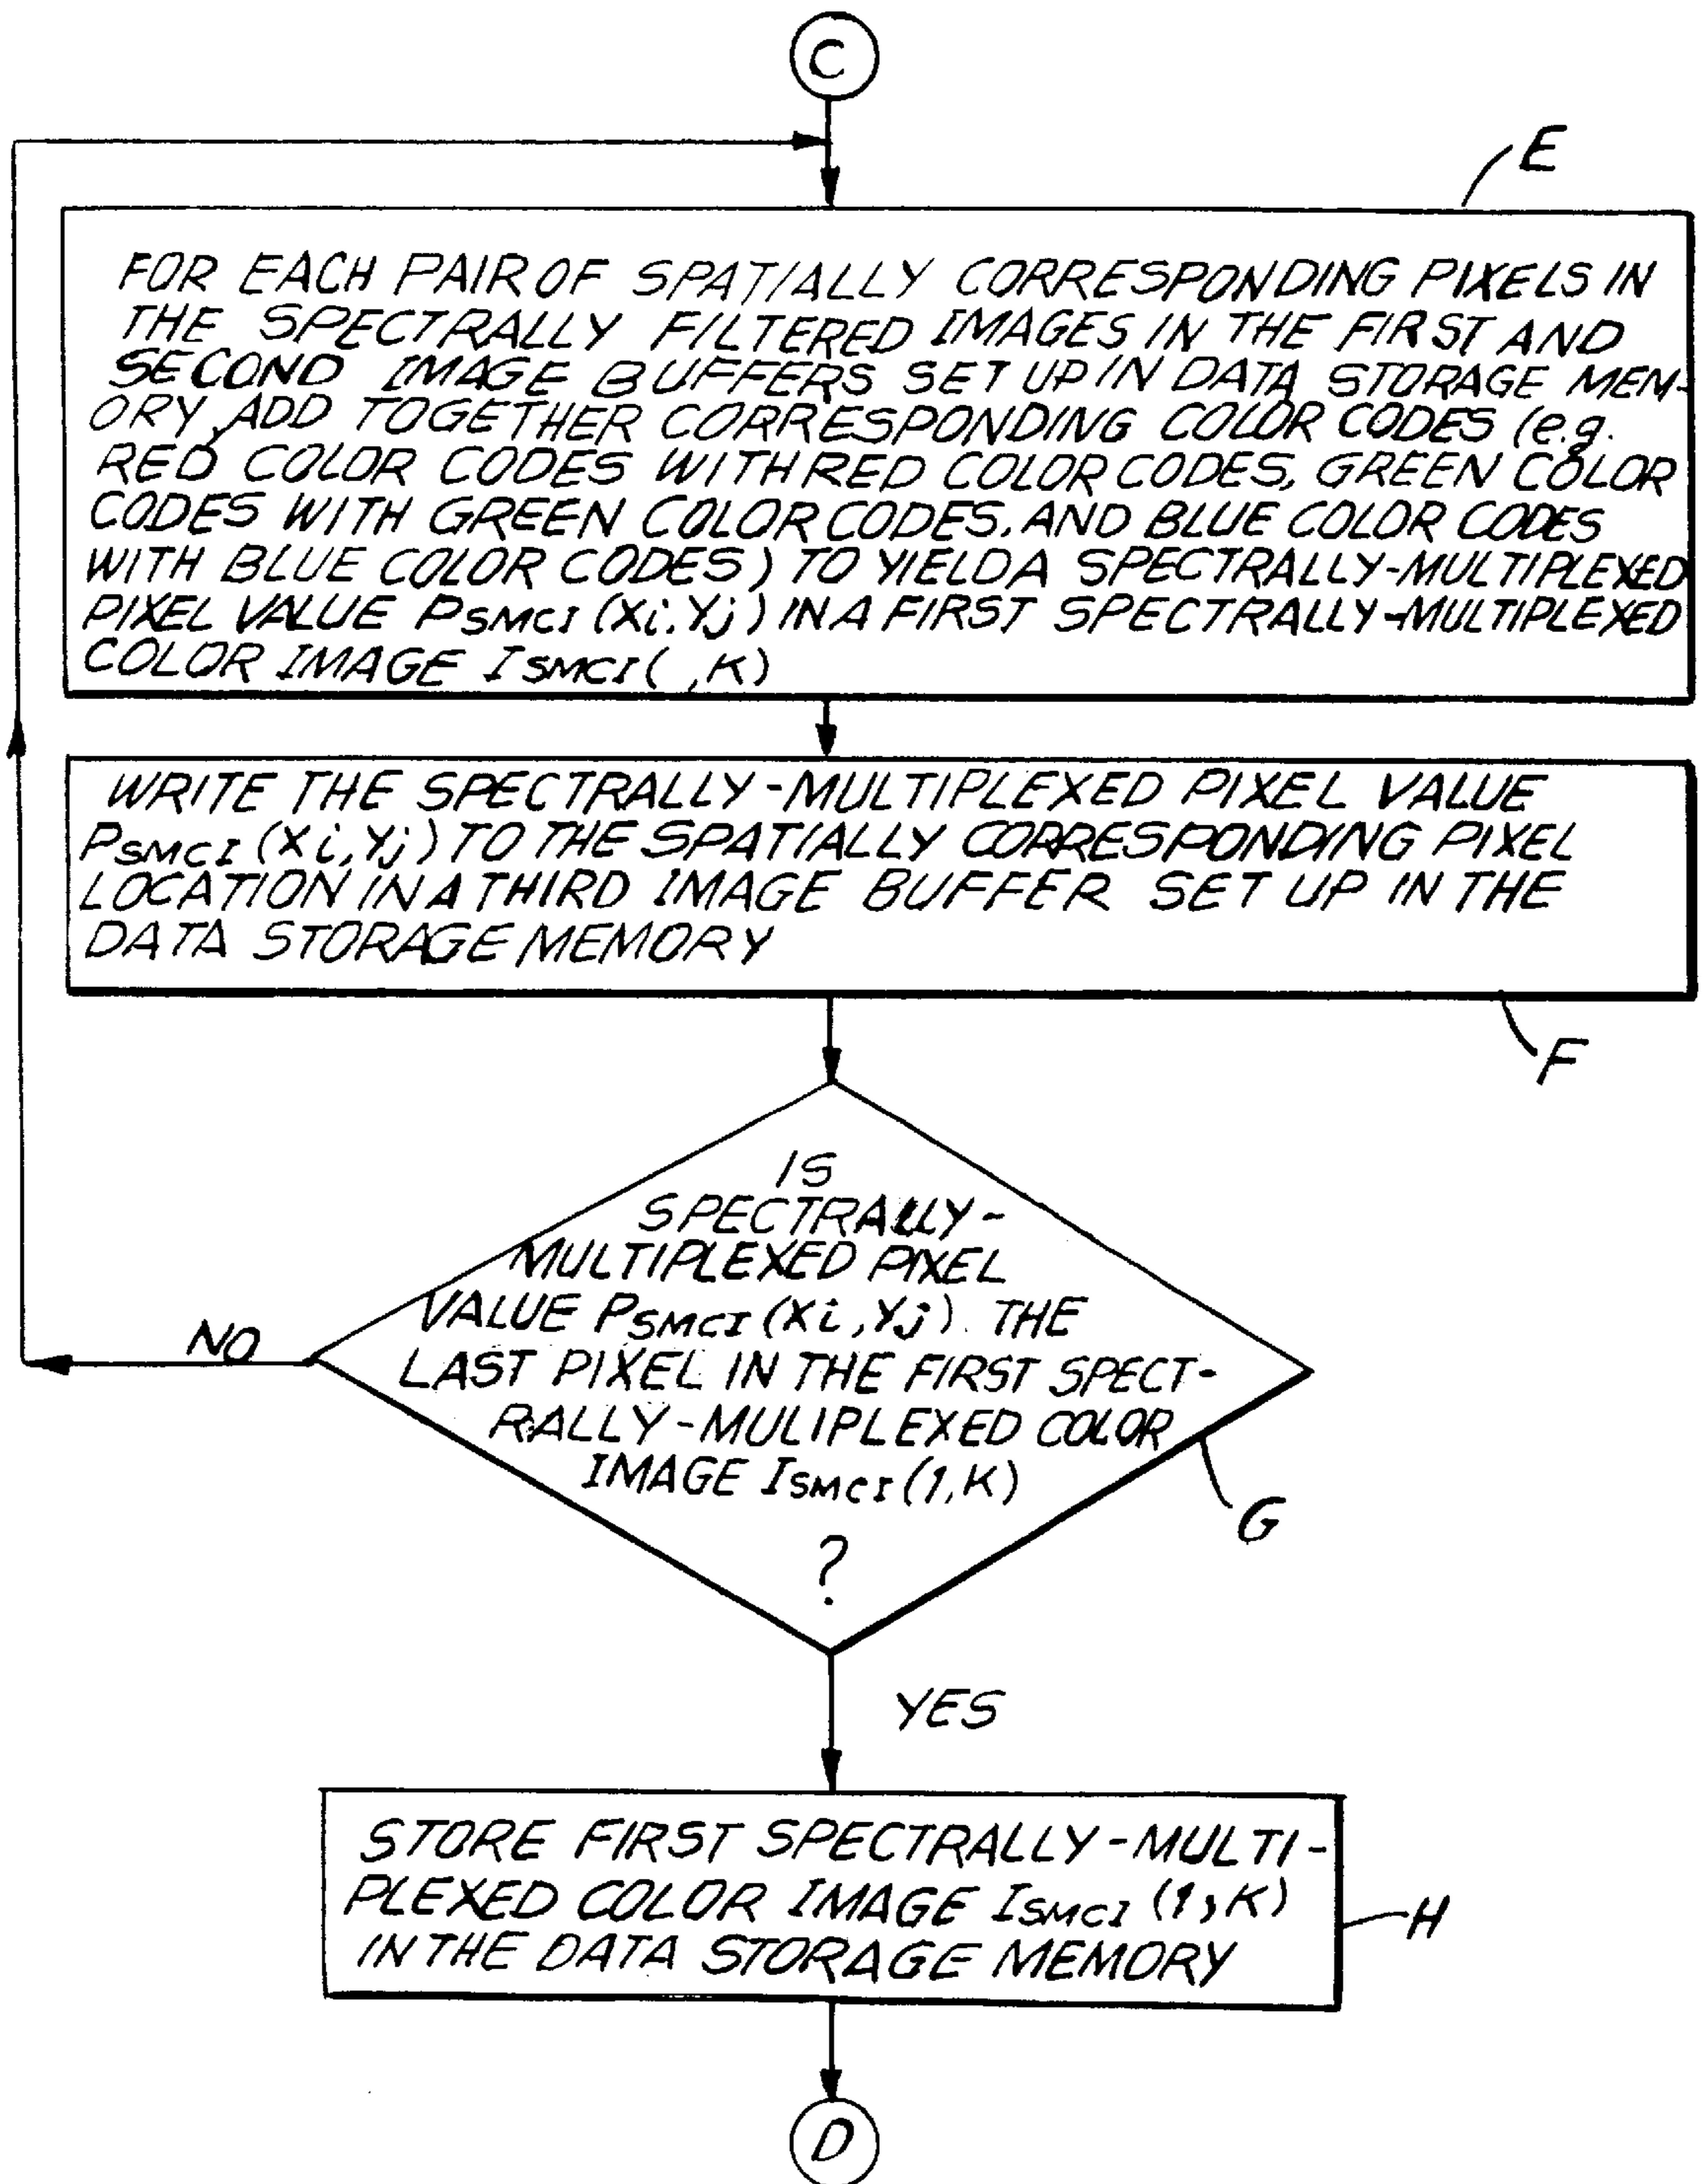 C
E
FOR EACH PAIR OF SPATIALLY CORRESPONDING PIXELS IN
THE SPECTRALLY FILTERED IMAGES IN THE FIRST AND
SECOND IMAGE BUFFERS SET UP IN DATA STORAGE MEM-
ORY, ADD TOGETHER CORRESPONDING COLOR CODES (e.g.
RED COLOR CODES WITH RED COLOR CODES, GREEN COLOR
CODES WITH GREEN COLOR CODES, AND BLUE COLOR CODES
WITH BLUE COLOR CODES) TO YIELD A SPECTRALLY-MULTIPLEXED
PIXEL VALUE PSMCI (Xi, Yj) IN A FIRST SPECTRALLY-MULTIPLEXED
COLOR IMAGE ISMCI ( ,K)
WRITE THE SPECTRALLY-MULTIPLEXED PIXEL VALUE
PSMCI (Xi, Yj) TO THE SPATIALLY CORRESPONDING PIXEL
LOCATION IN A THIRD IMAGE BUFFER SET UP IN THE
DATA STORAGE MEMORY
F
IS
SPECTRALLY-
MULTIPLEXED PIXEL
VALUE PSMCI (Xi, Yj) THE
LAST PIXEL IN THE FIRST SPECT-
RALLY-MULIPLEXED COLOR
IMAGE ISMCI (1, K)
?
NO
G
YES
STORE FIRST SPECTRALLY-MULTI-
PLEXED COLOR IMAGE ISMCI (1, K)
IN THE DATA STORAGE MEMORY
H
D